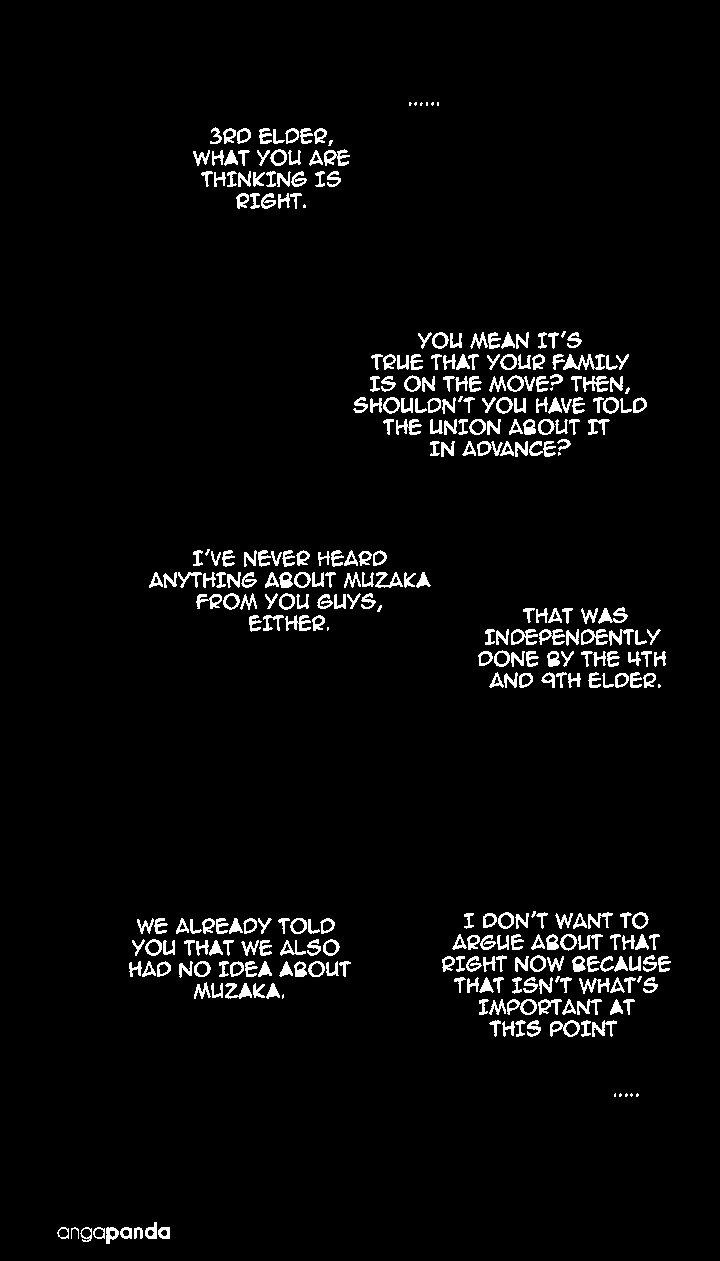 ......
3RD ELDER,
WHAT YOU ARE
THINKING IS
RIGHT.
YOU MEAN IT'S
TRUE THAT YOUR FAMILY
IS ON THE MOVE? THEN,
SHOULDN'T YOU HAVE TOLD
THE UNION ABOUT IT
IN ADVANCE?
I'VE NEVER HEARD
ANYTHING ABOUT MUZAKA
FROM YOU GUYS,
EITHER.
THAT WAS
INDEPENDENTLY
DONE BY THE 4TH
AND 9TH ELDER.
WE ALREADY TOLD
YOU THAT WE ALSO
HAD NO IDEA ABOUT
MUZAKA.
I DON'T WANT TO
ARGUE ABOUT THAT
RIGHT NOW BECAUSE
THAT ISN'T WHAT'S
IMPORTANT AT
THIS POINT
.....
angapanda